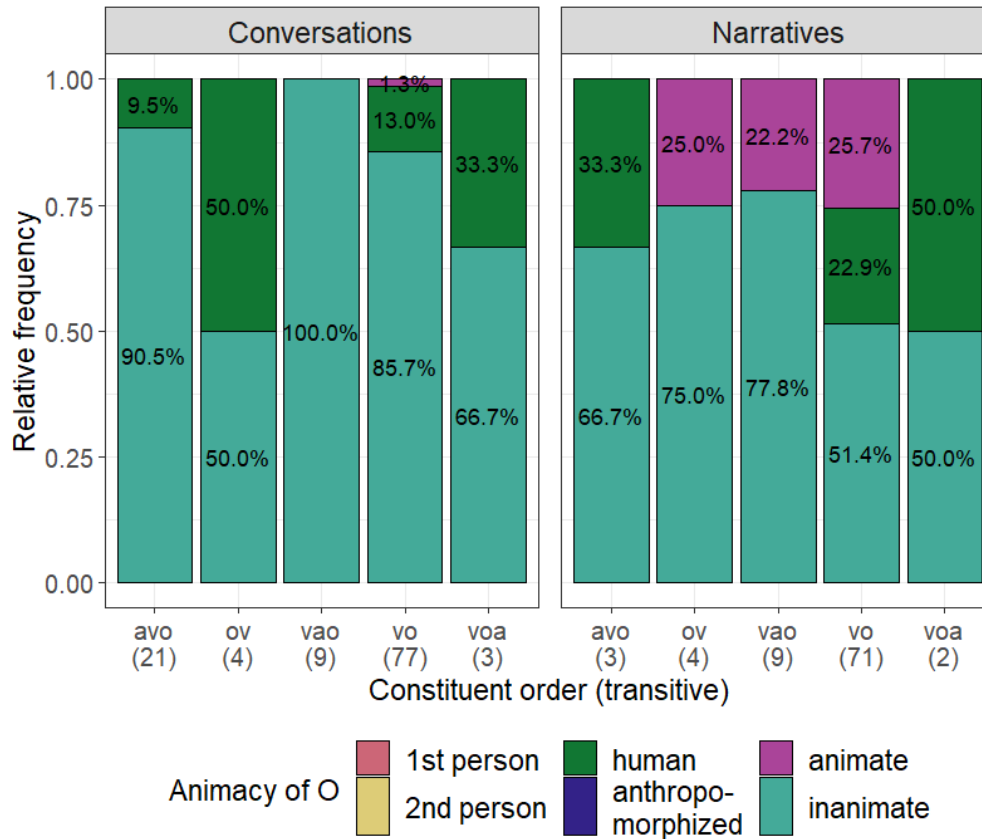 Conversations
Narratives
Relative frequency
1.00
0.75
0.50
0.25
0.00
9.5%
90.5%
50.0%
50.0%
100.0%
1.3%
13.0%
85.7%
33.3%
66.7%
33.3%
66.7%
25.0%
75.0%
22.2%
77.8%
25.7%
22.9%
51.4%
50.0%
50.0%
avo ov vao vo voa
(21) (4) (9) (77) (3)
avo ov vao vo voa
(3) (4) (9) (71) (2)
Constituent order (transitive)
Animacy of O
1st person
2nd person
human
anthropo-
morphized
animate
inanimate